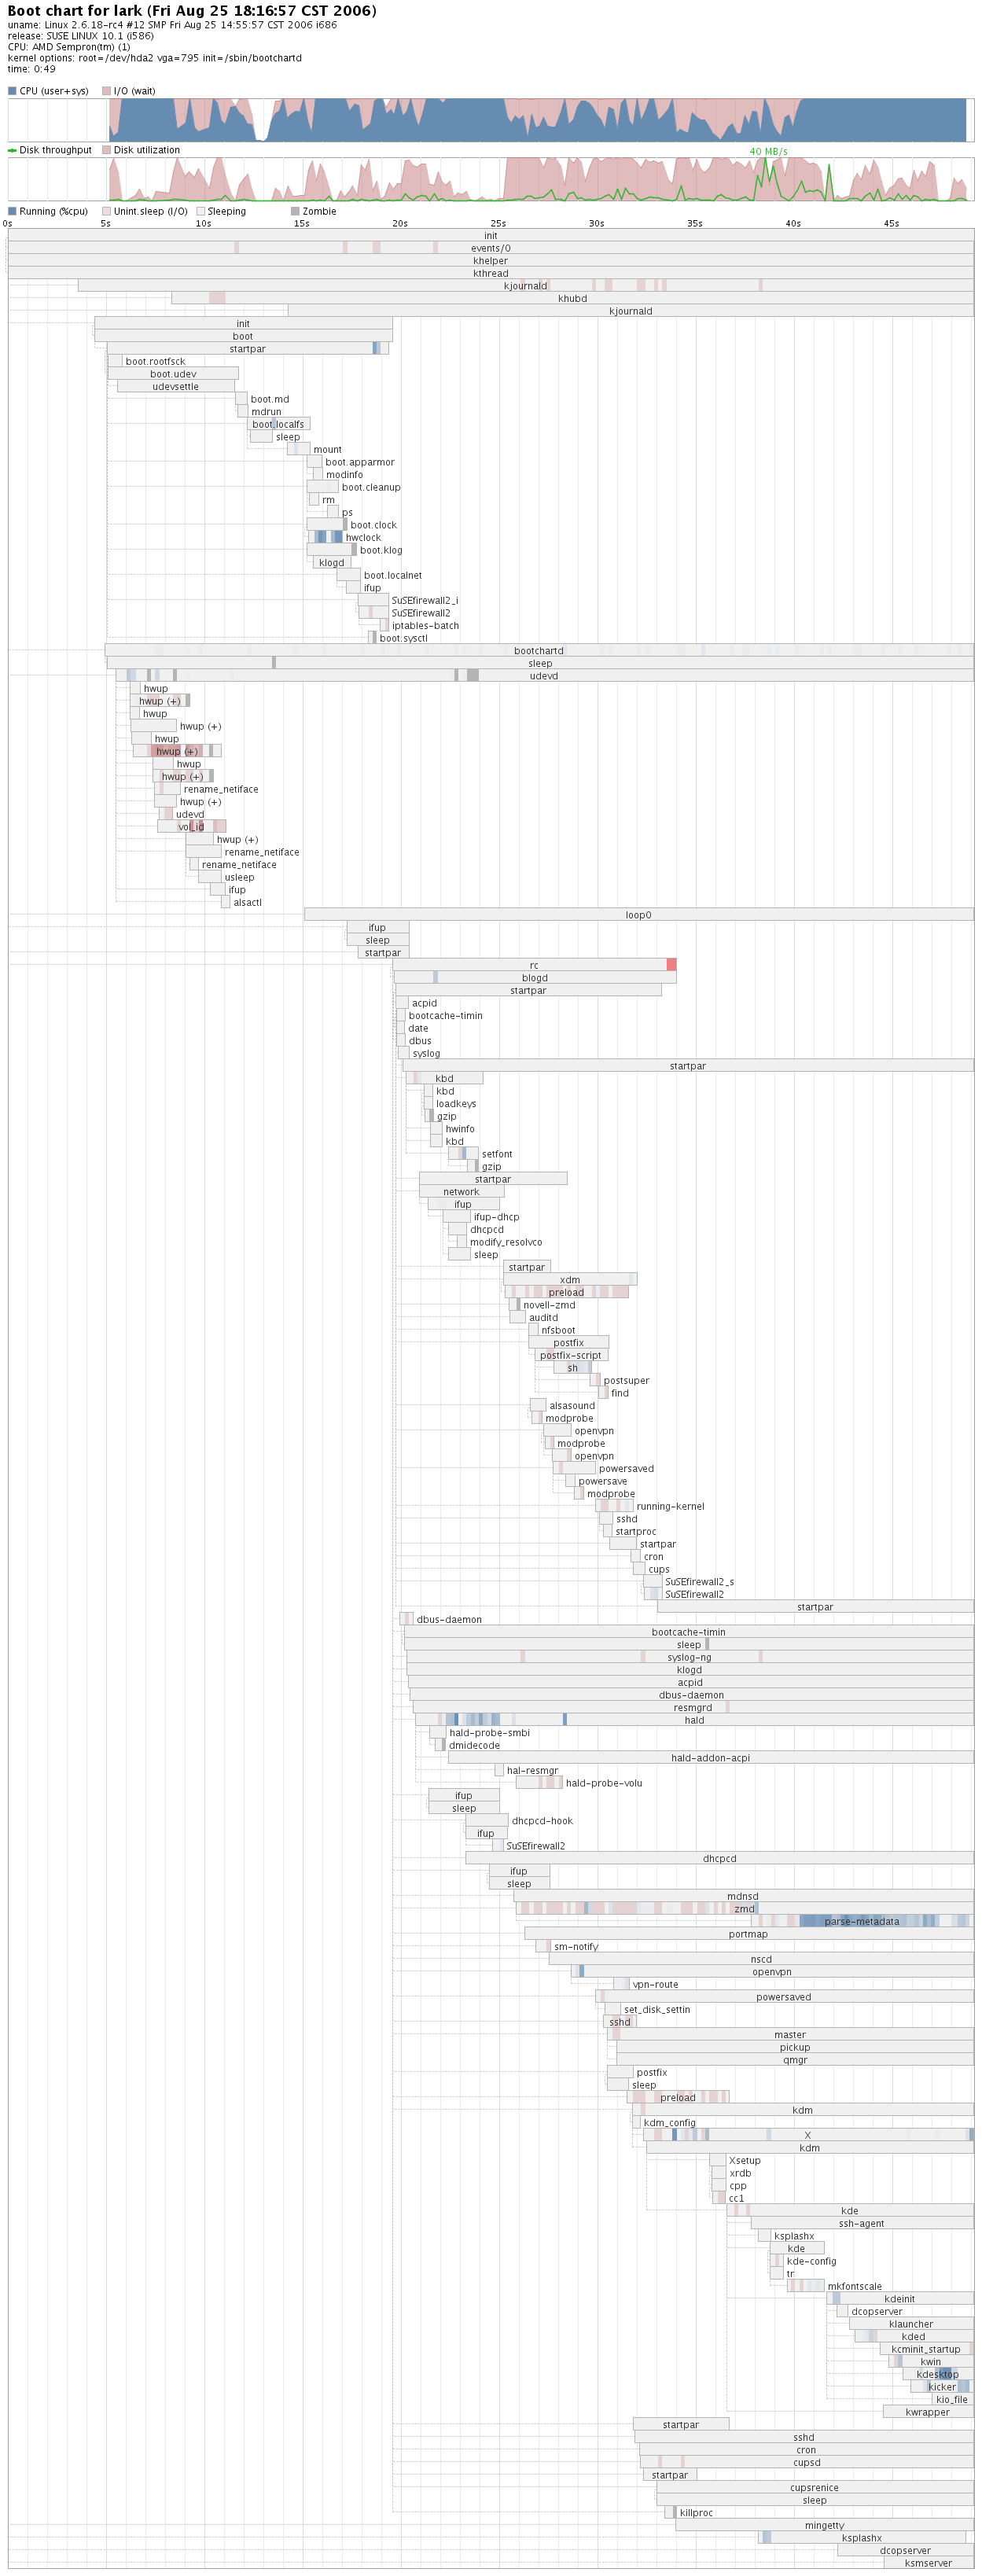 Boot chart for lark (Fri Aug 25 18:16:57 CST 2006)
uname: Linux 2.6.18-rc4 #12 SMP Fri Aug 25 14:55:57 CST 2006 i686
release: SUSE LINUX 10.1 (i586)
CPU: AMD Sempron(tm) (1)
kernel options: root=/dev/hda2 vga=795 init=/sbin/bootchartd
time: 0:49
CPU (user+sys) I/O (wait)
Disk throughput Disk utilization
40 MB/s
Running (%cpu) Unint.sleep (I/O) Sleeping Zombie
0s 5s 10s 15s 20s 25s 30s 35s 40s 45s
init
events/0
khelper
kthread
kjournald
khubd
kjournald
init
boot
startpar
boot.rootfsck
boot.udev
udevsettle
boot.md
mdrun
boot.localfs
sleep
mount
boot.apparmor
modinfo
boot.cleanup
rm
ps
boot.clock
hwclock
boot.klog
klogd
boot.localnet
ifup
SuSEfirewall2_i
SuSEfirewall2
iptables-batch
boot.sysctl
bootchartd
sleep
udevd
hwup
hwup (+)
hwup
hwup (+)
hwup
hwup (+)
hwup
hwup (+)
rename_netiface
hwup (+)
udevd
vol_id
hwup (+)
rename_netiface
rename_netiface
usleep
ifup
alsactl
loop0
ifup
sleep
startpar
rc
blogd
startpar
acpid
bootcache-timin
date
dbus
syslog
startpar
kbd
kbd
loadkeys
gzip
hwinfo
kbd
setfont
gzip
startpar
network
ifup
ifup-dhcp
dhcpcd
modify_resolvco
sleep
startpar
xdm
preload
novell-zmd
auditd
nfsboot
postfix
postfix-script
sh
postsuper
find
alsasound
modprobe
openvpn
modprobe
openvpn
powersaved
powersave
modprobe
running-kernel
sshd
startproc
startpar
cron
cups
SuSEfirewall2_s
SuSEfirewall2
startpar
dbus-daemon
bootcache-timin
sleep
syslog-ng
klogd
acpid
dbus-daemon
resmgrd
hald
hald-probe-smbi
dmidecode
hald-addon-acpi
hal-resmgr
hald-probe-volu
ifup
sleep
dhcpcd-hook
ifup
SuSEfirewall2
dhcpcd
ifup
sleep
mdnsd
zmd
parse-metadata
portmap
sm-notify
nscd
openvpn
vpn-route
powersaved
set_disk_settin
sshd
master
pickup
qmgr
postfix
sleep
preload
kdm
kdm_config
X
kdm
Xsetup
xrdb
cpp
cc1
kde
ssh-agent
ksplashx
kde
kde-config
tr
mkfontscale
kdeinit
dcopserver
klauncher
kded
kcminit_startup
kwin
kdesktop
kicker
kio_file
kwrapper
startpar
sshd
cron
cupsd
startpar
cupsrenice
sleep
killproc
mingetty
ksplashx
dcopserver
ksmserver